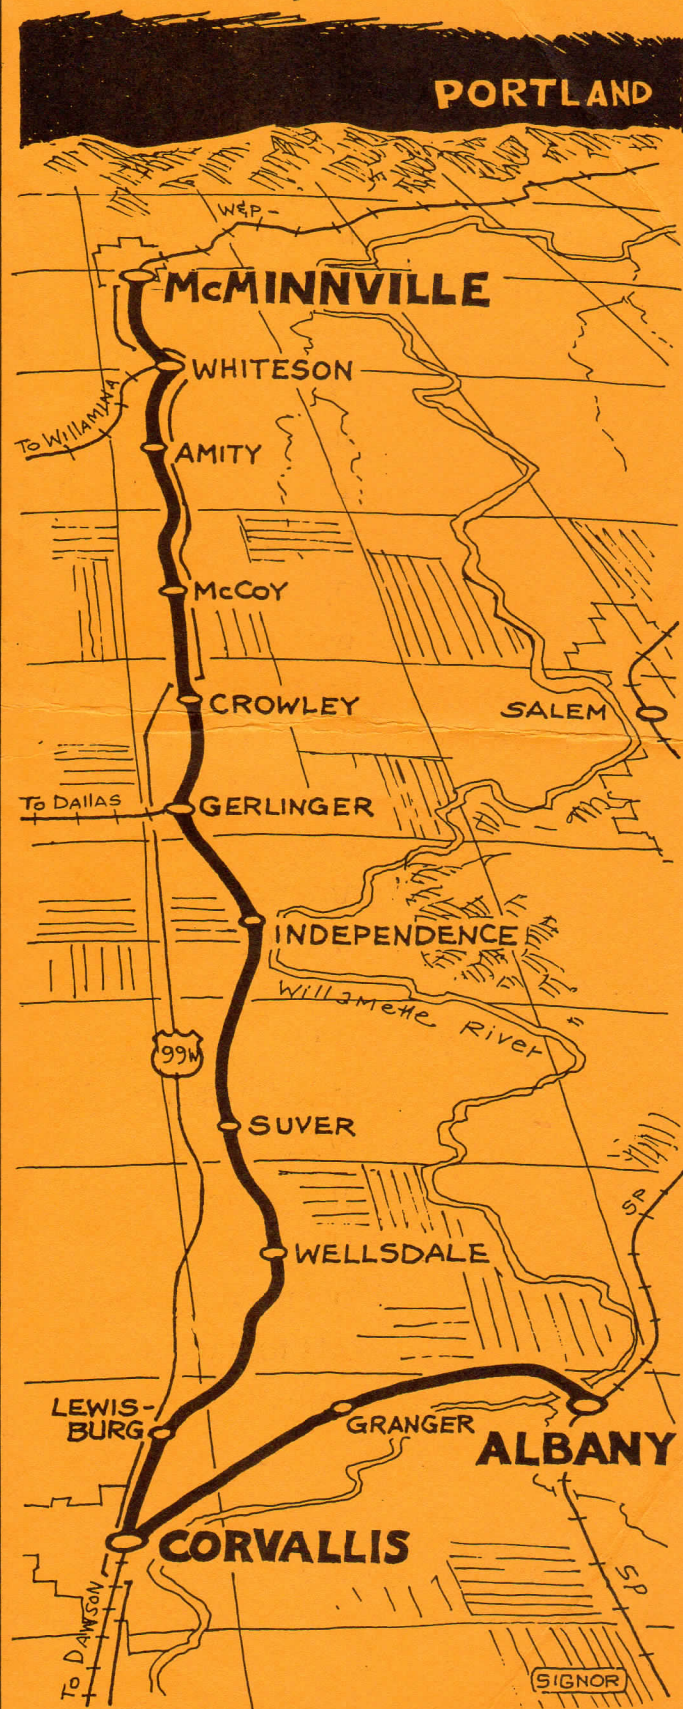 PORTLAND
W&P-
McMINNVILLE
WHITESON
To WillAMINA
AMITY
McCOY
CROWLEY
SALEM
To DAllAS
GERLINGER
INDEPENDENCE
Willamette River
99W
SUVER
SP
WELLSDALE
LEWIS-
BURG
GRANGER
ALBANY
CORVALLIS
SP
To DAWSON
SIGNOR